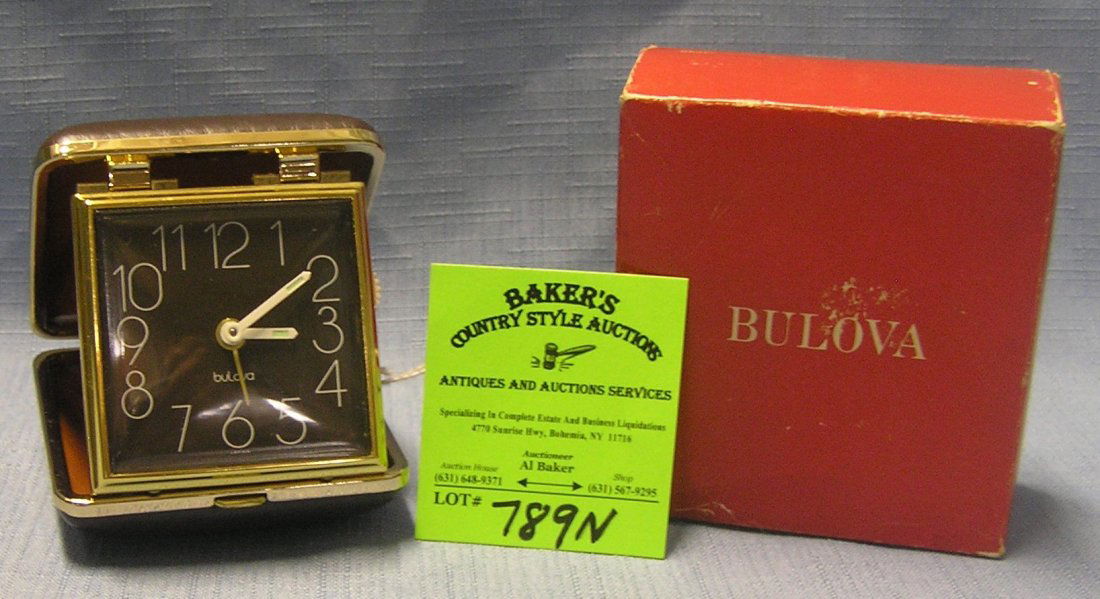 11 12 1
10 2
9 3
8 4
7 6 5
bulova
BAKER'S
COUNTRY STYLE AUCTIONS
ANTIQUES AND AUCTIONS SERVICES
Specializing In Complete Estate And Business Liquidations
4770 Sunrise Hwy, Bohemia, NY 11716
Auctioneer
Auction House Al Baker Shop
(631) 648-9371 (631) 567-9295
LOT# 789N
BULOVA